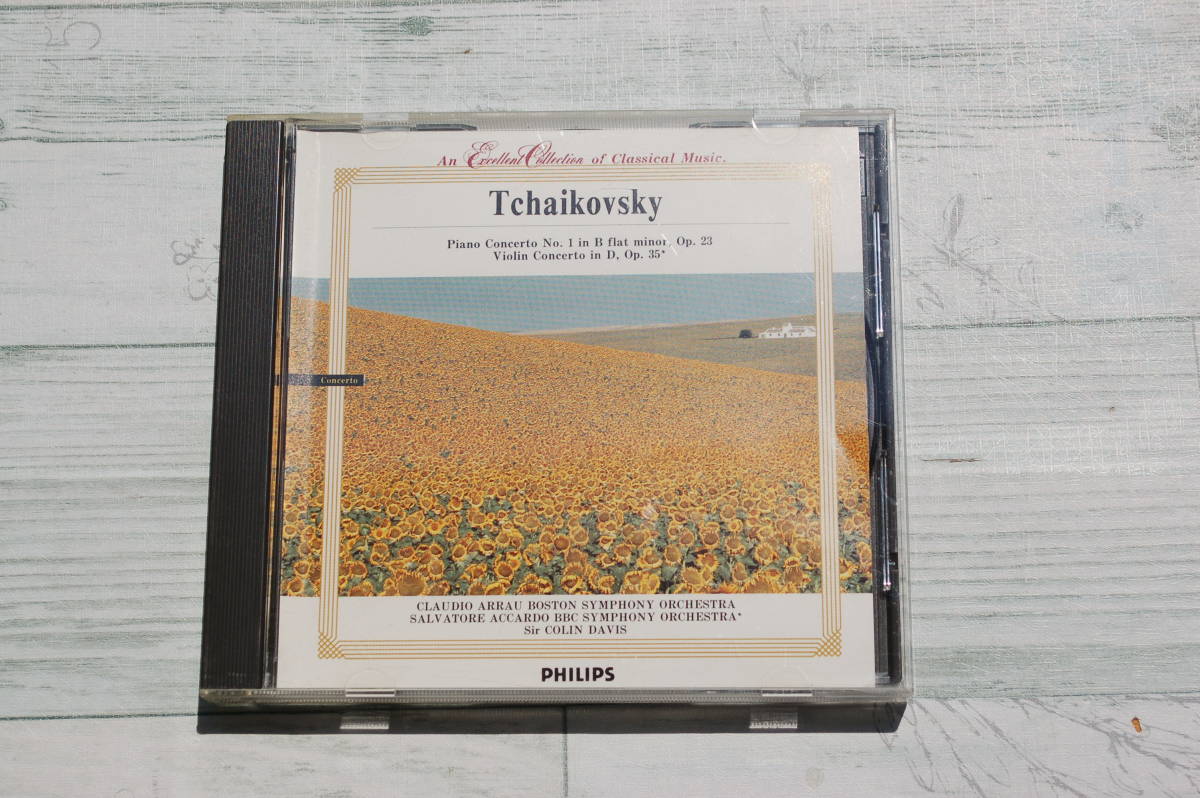 An Excellent Collection of Classical Music.
Tchaikovsky
Piano Concerto No. 1 in B flat minor, Op. 23
Violin Concerto in D, Op. 35*
Concerto
CLAUDIO ARRAU BOSTON SYMPHONY ORCHESTRA
SALVATORE ACCARDO BBC SYMPHONY ORCHESTRA*
Sir COLIN DAVIS
PHILIPS